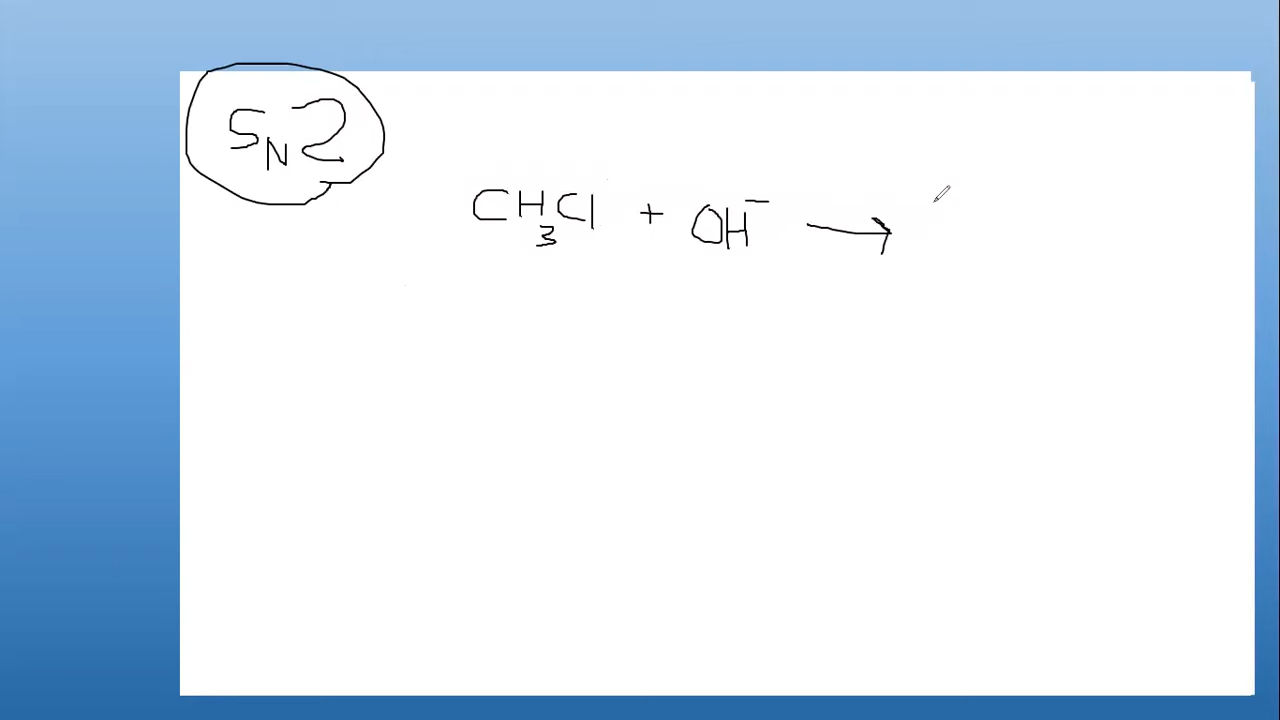 SN2
CH3Cl + OH⁻ →